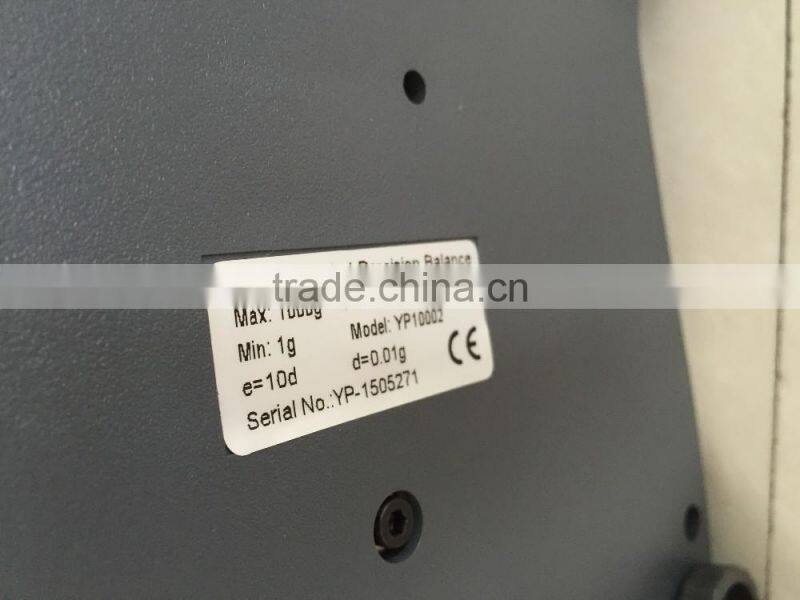 Precision Balance
trade.china.cn
Max: 1000g
Model: YP10002
Min: 1g
d=0.01g
e=10d
CE
Serial No.:YP-1505271